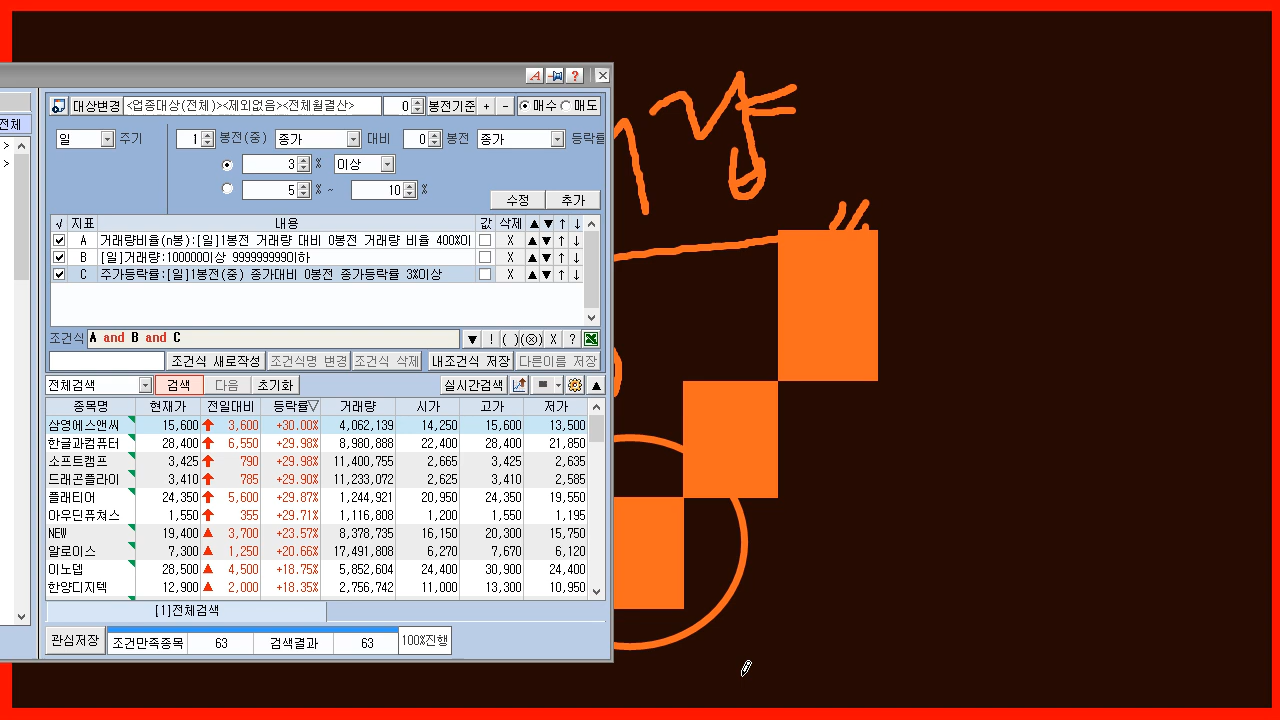 A ?
대상변경 <업종대상(전체)><제외없음><전체월결산> 0 봉전기준 + - 매수 매도
전체
일 주기 1 봉전(중) 종가 대비 0 봉전 종가 등락률
> 
>
3 % 이상
5 % ~ 10 %
수정 추가
√ 지표 내용 값 삭제 ▲ ▼ ↑ ↓
A 거래량비율(n봉):[일]1봉전 거래량 대비 0봉전 거래량 비율 400%이 X ▲ ▼ ↑ ↓
B [일]거래량:1000000이상 999999999이하 X ▲ ▼ ↑ ↓
C 주가등락률:[일]1봉전(중) 종가대비 0봉전 종가등락률 3%이상 X ▲ ▼ ↑ ↓
조건식 A and B and C ▼ ! ( ) (ⓧ) X ?
조건식 새로작성 조건식명 변경 조건식 삭제 내조건식 저장 다른이름 저장
전체검색 검색 다음 초기화 실시간검색
종목명 현재가 전일대비 등락률▽ 거래량 시가 고가 저가
삼영에스앤씨 15,600 3,600 +30.00% 4,062,139 14,250 15,600 13,500
한글과컴퓨터 28,400 6,550 +29.98% 8,980,888 22,400 28,400 21,850
소프트캠프 3,425 790 +29.98% 11,400,755 2,665 3,425 2,635
드래곤플라이 3,410 785 +29.90% 11,233,072 2,625 3,410 2,585
플래티어 24,350 5,600 +29.87% 1,244,921 20,950 24,350 19,550
아우딘퓨쳐스 1,550 355 +29.71% 1,116,808 1,200 1,550 1,195
NEW 19,400 ▲ 3,700 +23.57% 8,378,735 16,150 20,300 15,750
알로이스 7,300 ▲ 1,250 +20.66% 17,491,808 6,270 7,670 6,120
이노뎁 28,500 ▲ 4,500 +18.75% 5,852,604 24,400 30,900 24,400
한양디지텍 12,900 ▲ 2,000 +18.35% 2,756,742 11,000 13,300 10,950
[1]전체검색
관심저장 조건만족종목 63 검색결과 63 100%진행